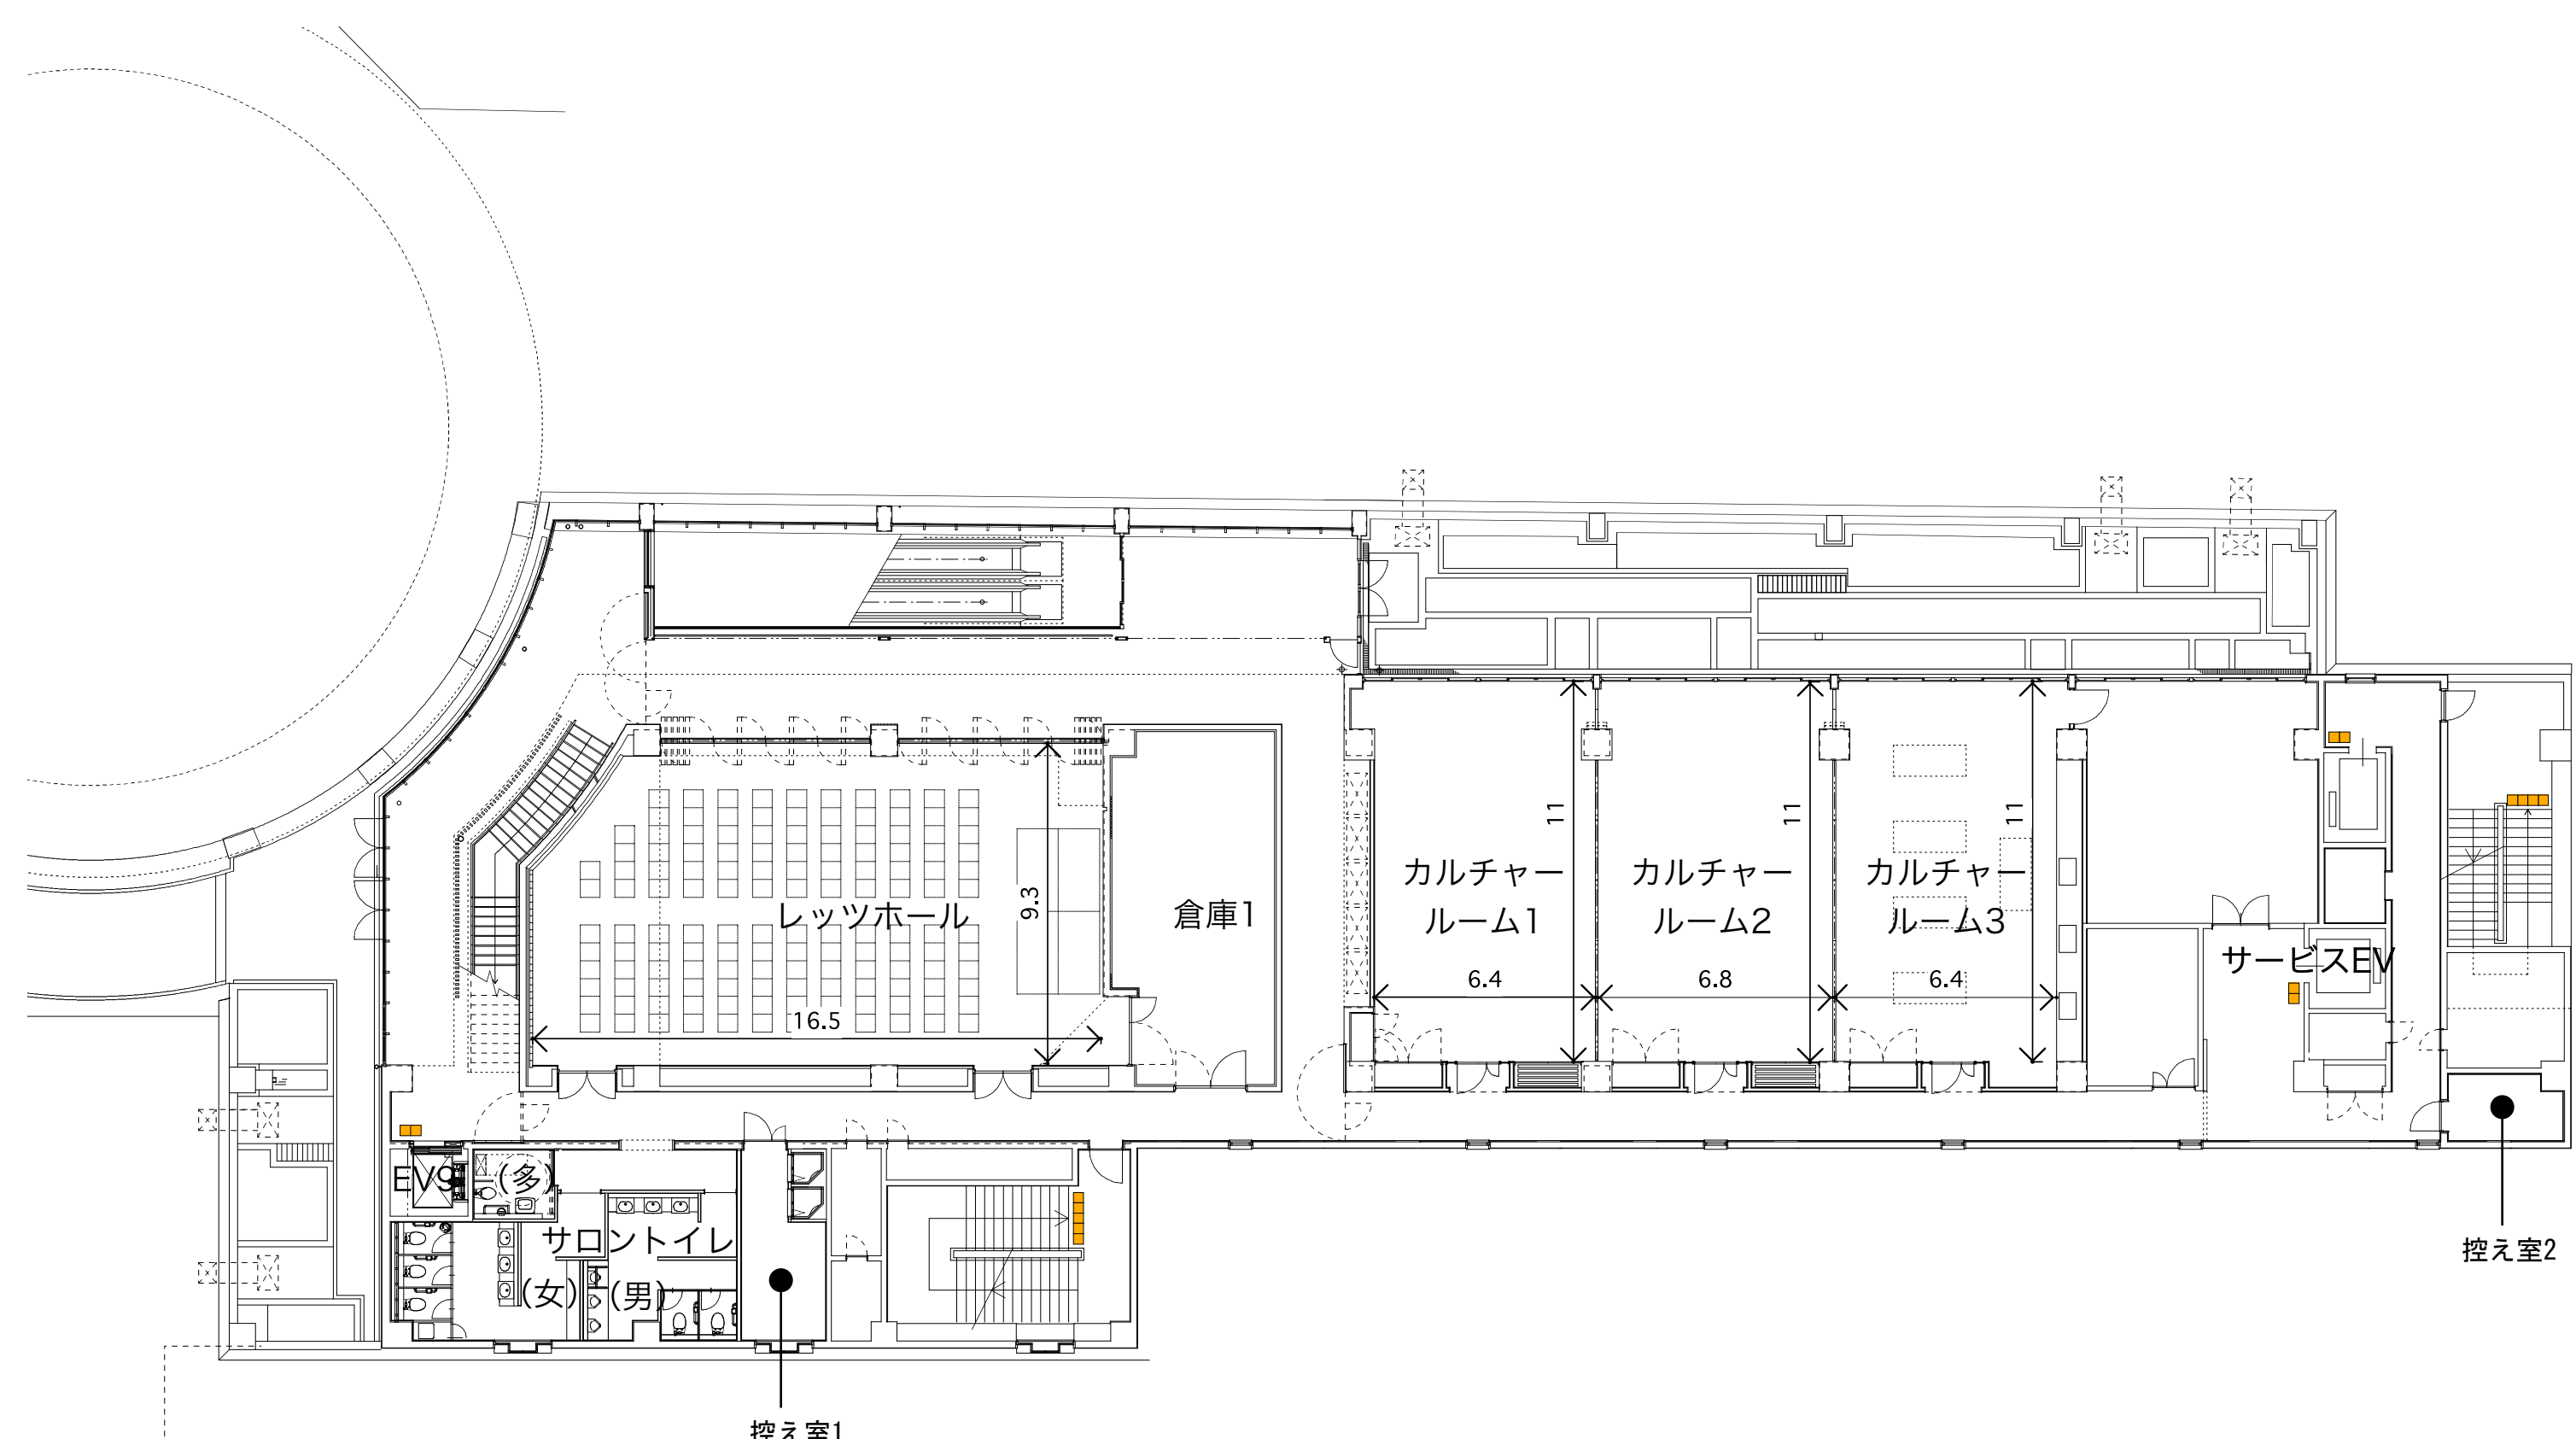 カルチャー
ルーム1
カルチャー
ルーム2
カルチャー
ルーム3
11
11
11
6.4
6.8
6.4
レッツホール
9.3
16.5
倉庫1
サービスEV
EV9
(多)
サロントイレ
(女)
(男)
控え室1
控え室2